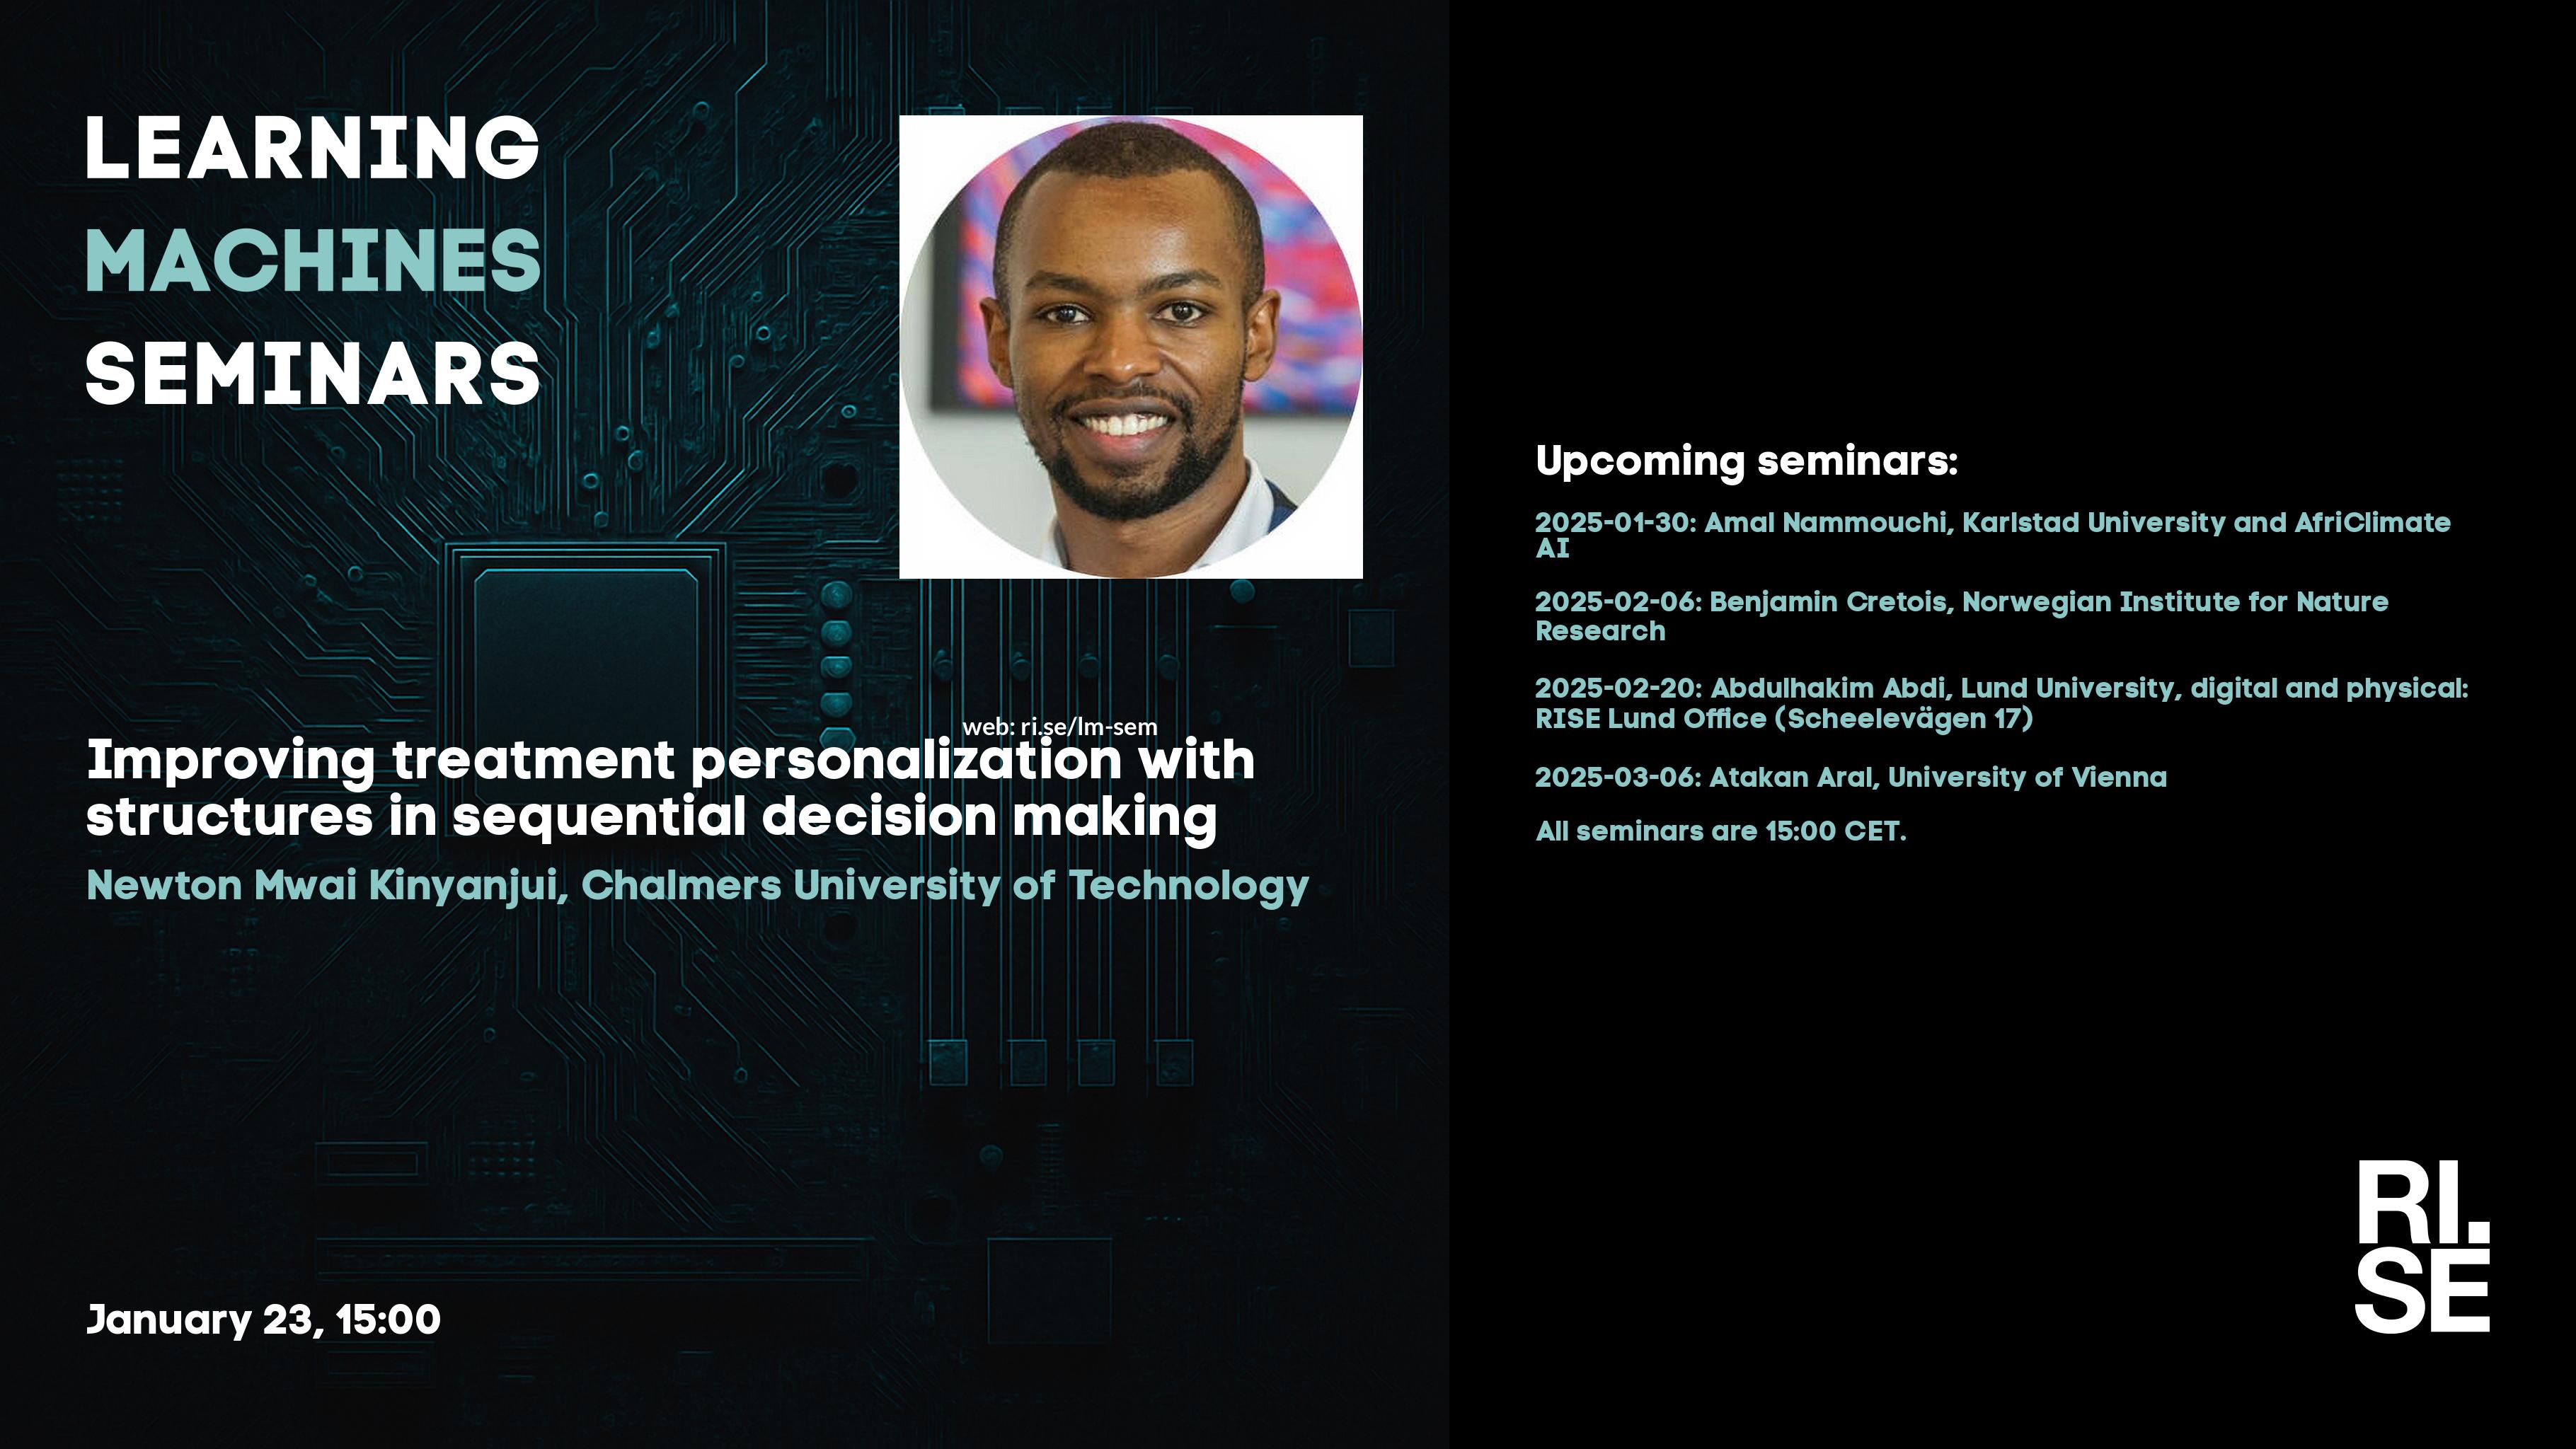 LEARNING
MACHINES
SEMINARS
web: ri.se/lm-sem
Improving treatment personalization with
structures in sequential decision making
Newton Mwai Kinyanjui, Chalmers University of Technology
January 23, 15:00
Upcoming seminars:
2025-01-30: Amal Nammouchi, Karlstad University and AfriClimate
AI
2025-02-06: Benjamin Cretois, Norwegian Institute for Nature
Research
2025-02-20: Abdulhakim Abdi, Lund University, digital and physical:
RISE Lund Office (Scheelevägen 17)
2025-03-06: Atakan Aral, University of Vienna
All seminars are 15:00 CET.
RI.
SE